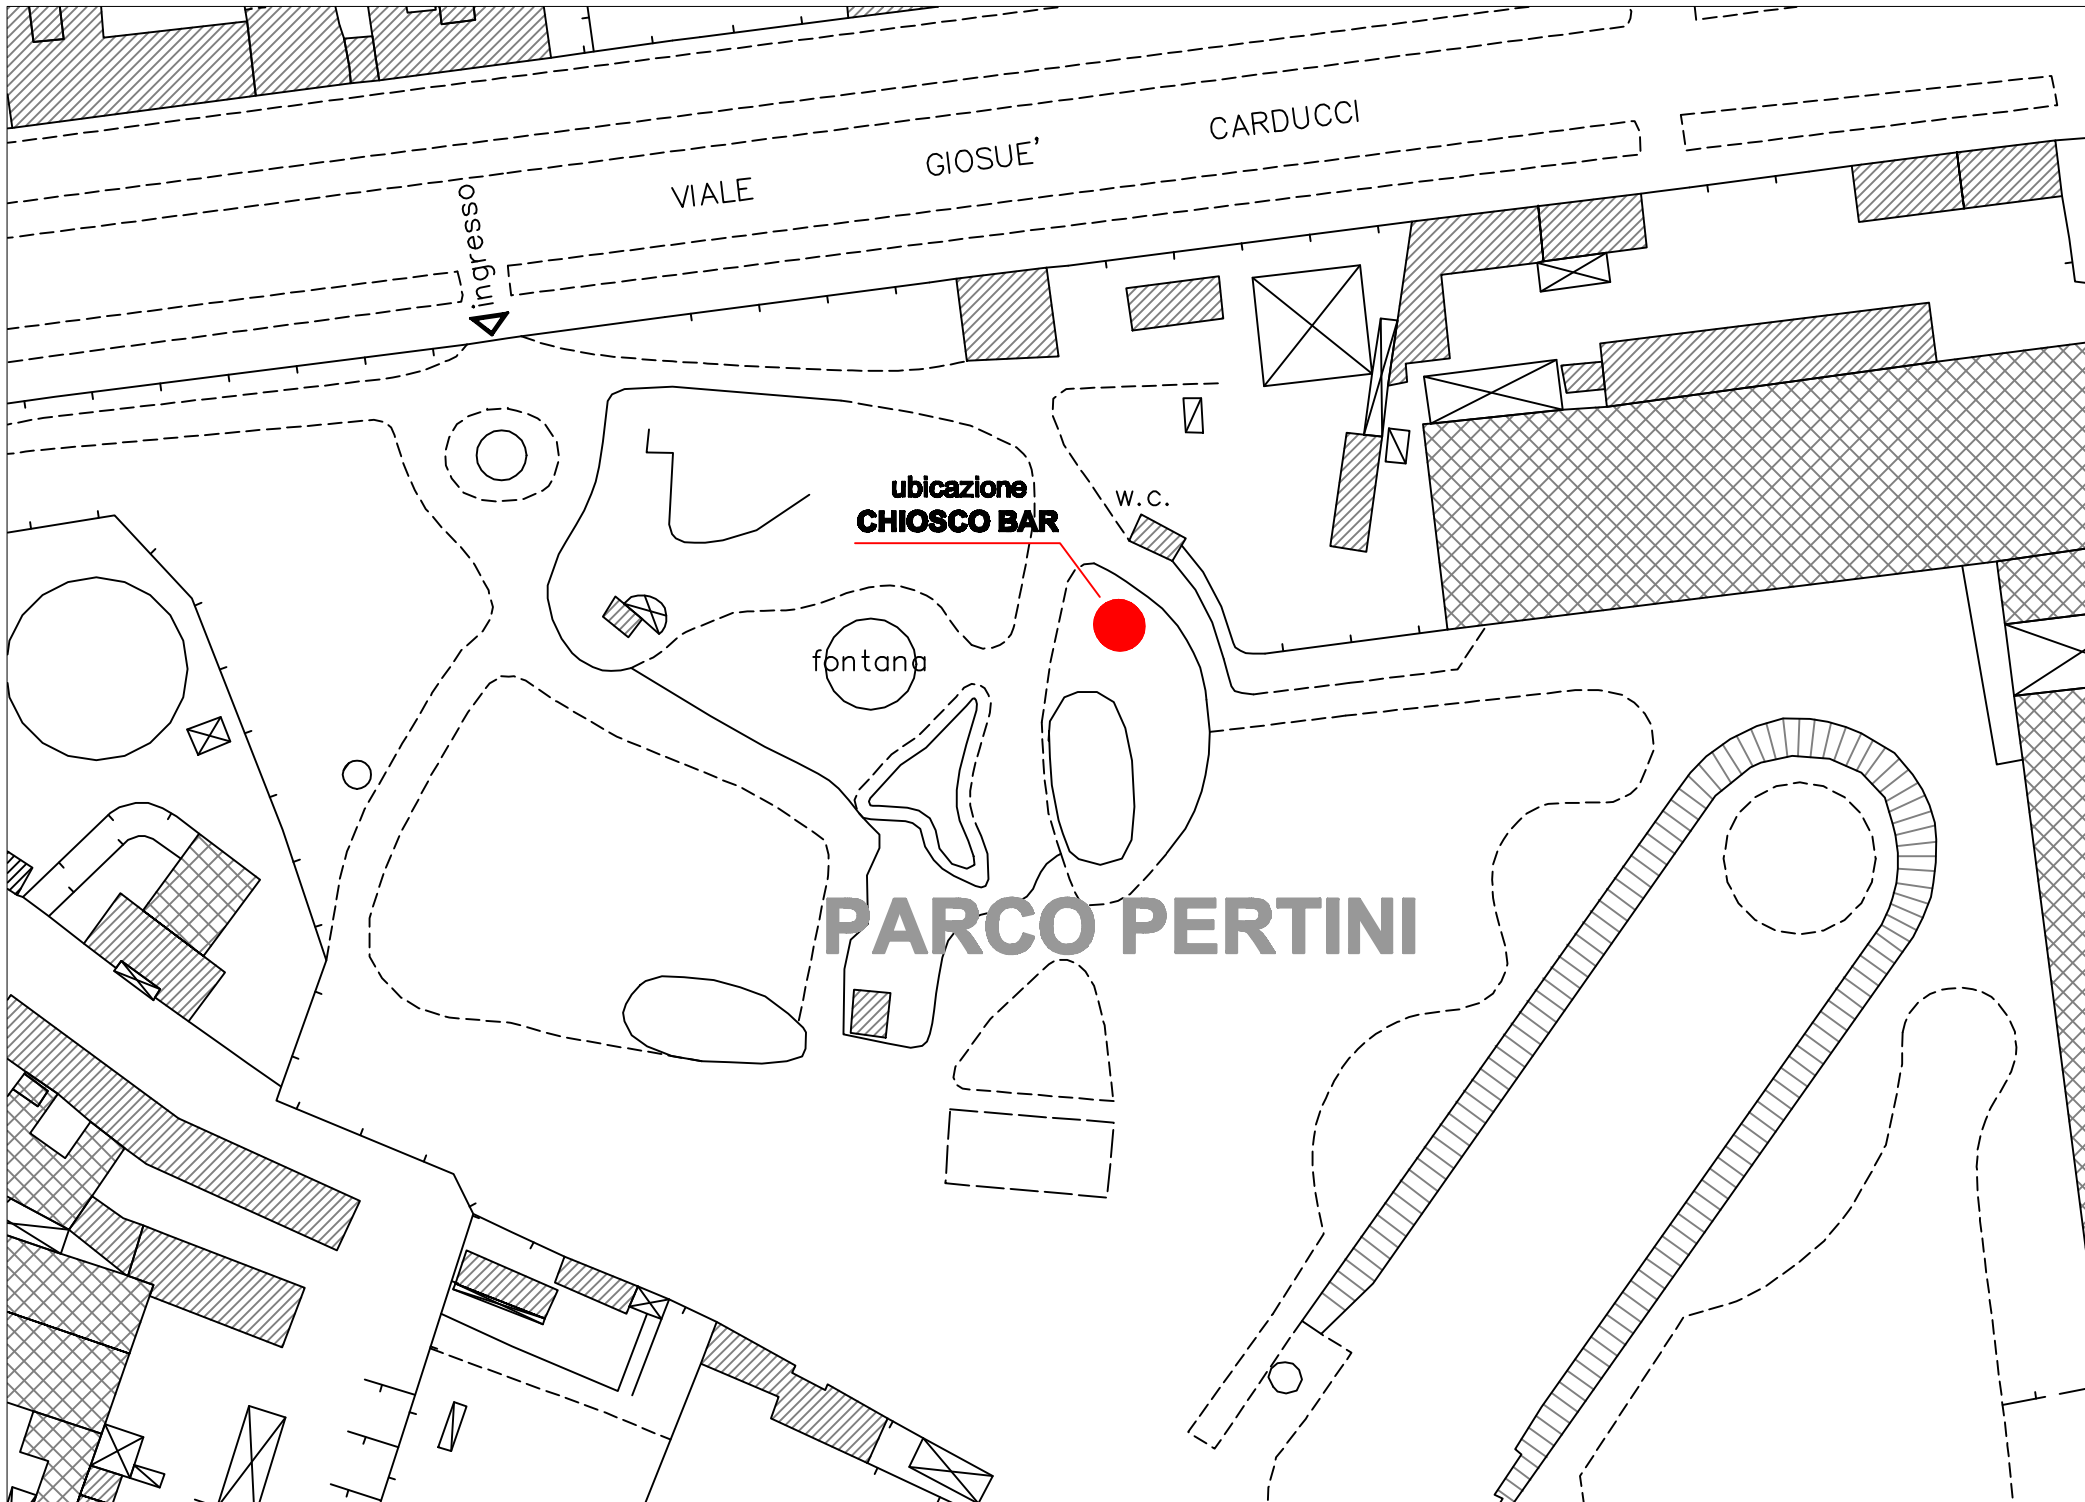 VIALE GIOSUE' CARDUCCI
ingresso
ubicazione
CHIOSCO BAR
w.c.
fontana
PARCO PERTINI